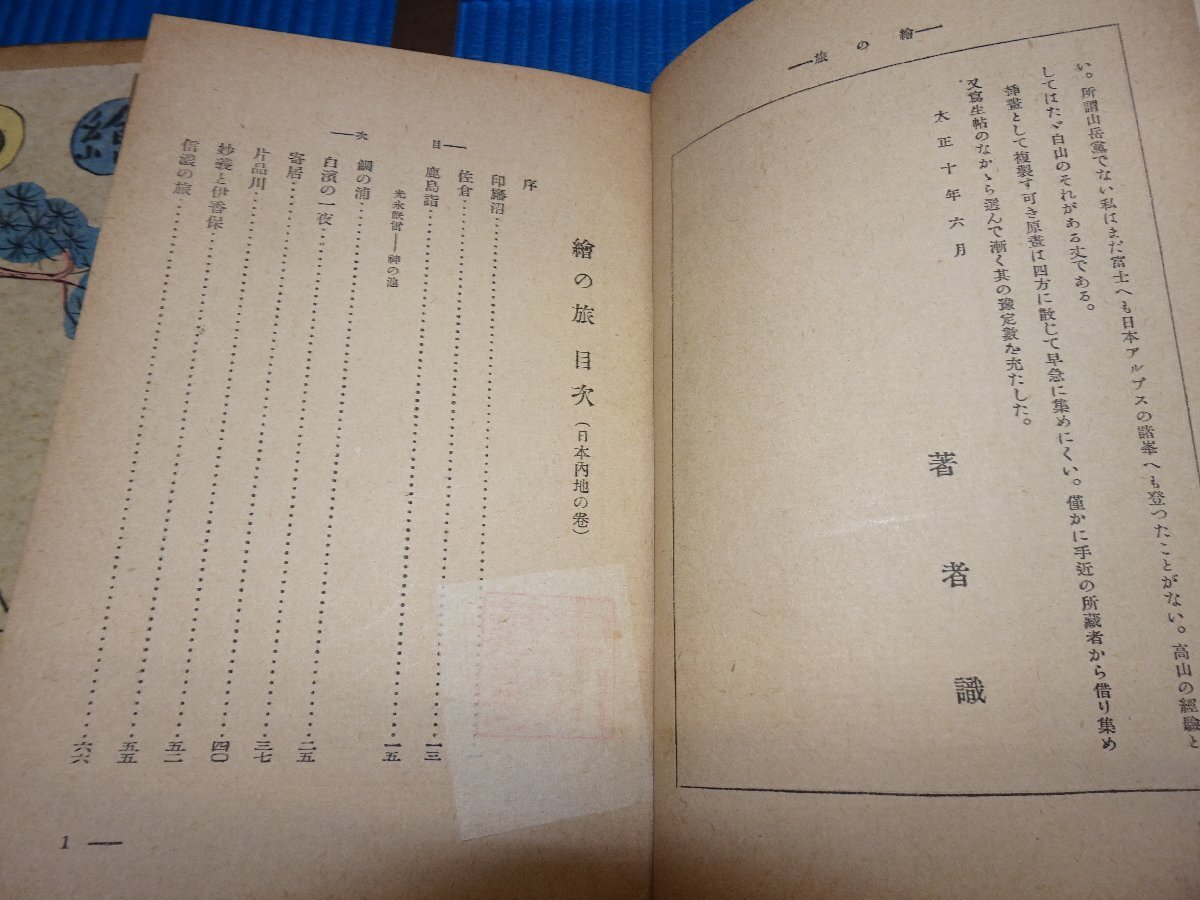 繪の旅
い。所謂山岳黨でない私はまだ富士へも日本アルプスの諸峯へも登つたことがない。高山の經驗と
してはたゞ白山のそれがある丈である。
挿畫として複製す可き原畫は四方に散じて早急に集めにくい。僅かに手近の所藏者から借り集め
又寫生帖のなかゝら選んで漸く其の豫定數を充たした。
大正十年六月
著者識
繪の旅 目次（日本內地の卷）
序
印旛沼
佐倉
鹿島詣 一三
光永眠雷——神の池
鯛の浦 一五
白濱の一夜 二五
寄居 三七
片品川 四〇
妙義と伊香保 五二
信濃の旅 五五
六六
目次
1